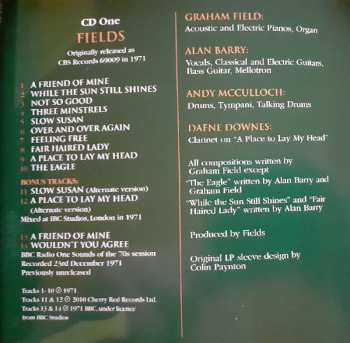 CD One
FIELDS
Originally released as
CBS Records 69009 in 1971
1 A FRIEND OF MINE
2 WHILE THE SUN STILL SHINES
3 NOT SO GOOD
4 THREE MINSTRELS
5 SLOW SUSAN
6 OVER AND OVER AGAIN
7 FEELING FREE
8 FAIR HAIRED LADY
9 A PLACE TO LAY MY HEAD
10 THE EAGLE
BONUS TRACKS:
11 SLOW SUSAN (Alternate version)
12 A PLACE TO LAY MY HEAD
(Alternate version)
Mixed at IBC Studios, London in 1971
13 A FRIEND OF MINE
14 WOULDN'T YOU AGREE
BBC Radio One Sounds of the 70s session
Recorded 23rd December 1971
Previously unreleased
Tracks 1-10 ℗ 1971
Tracks 11 & 12 ℗ 2010 Cherry Red Records Ltd.
Tracks 13 & 14 ℗ 1971 BBC, under licence
from BBC Studios
GRAHAM FIELD:
Acoustic and Electric Pianos, Organ
ALAN BARRY:
Vocals, Classical and Electric Guitars,
Bass Guitar, Mellotron
ANDY MCCULLOCH:
Drums, Tympani, Talking Drums
DAFNE DOWNES:
Clarinet on "A Place to Lay My Head"
All compositions written by
Graham Field except
"The Eagle" written by Alan Barry and
Graham Field
"While the Sun Still Shines" and "Fair
Haired Lady" written by Alan Barry
Produced by Fields
Original LP sleeve design by
Colin Paynton